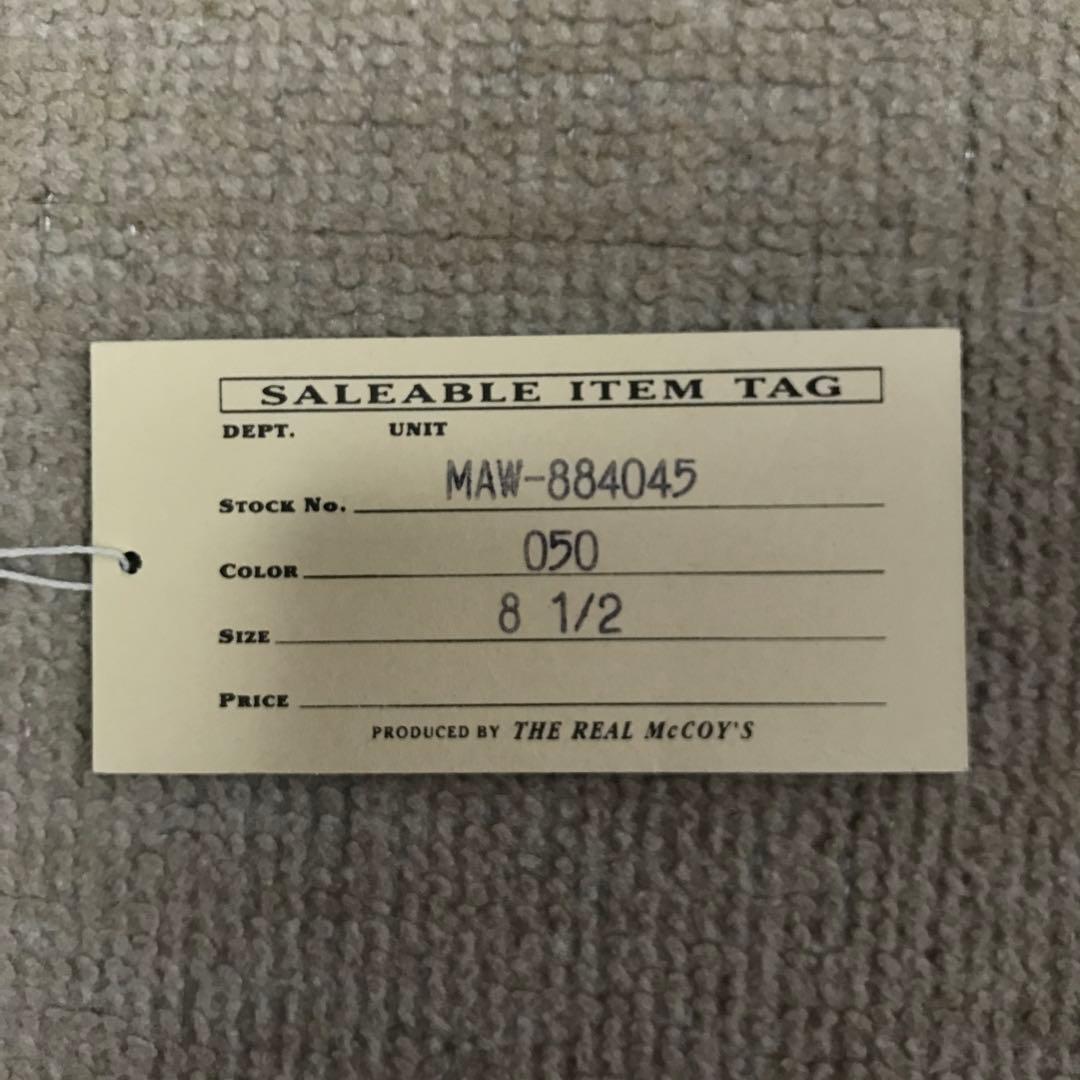 SALEABLE ITEM TAG
DEPT. UNIT
STOCK No. MAW-884045
COLOR 050
SIZE 8 1/2
PRICE
PRODUCED BY THE REAL McCOY'S